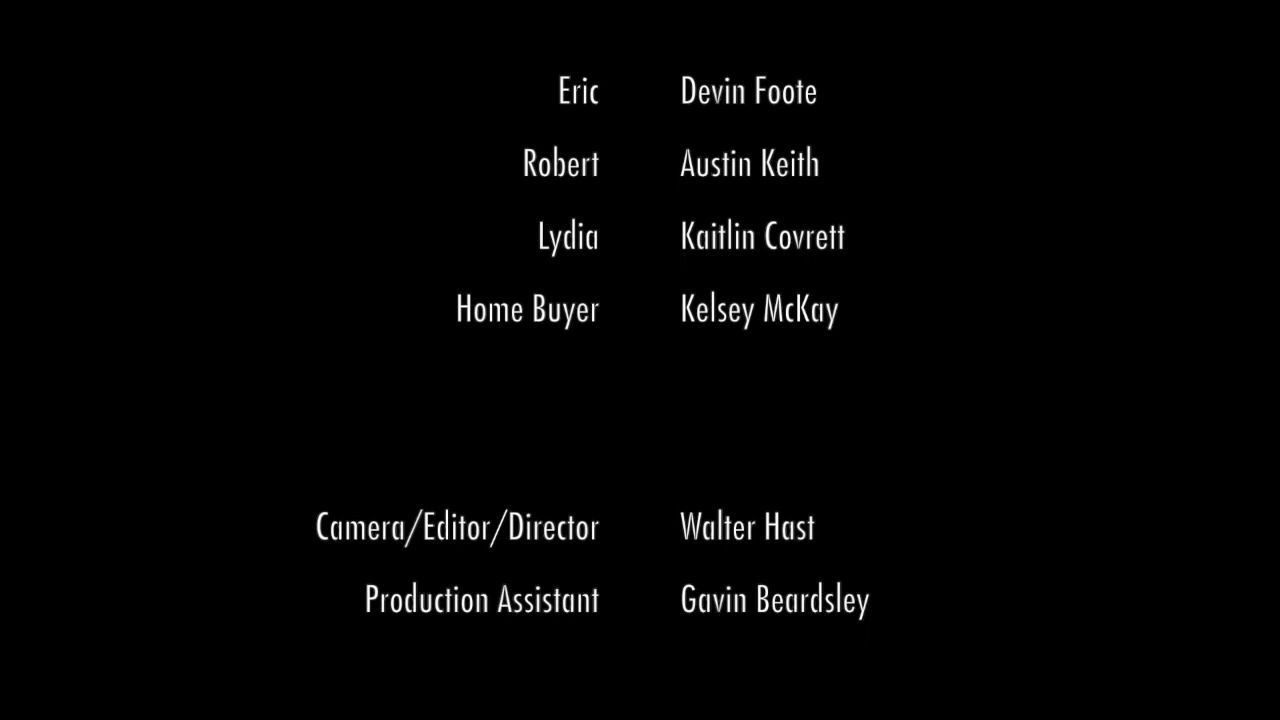 Eric Devin Foote
Robert Austin Keith
Lydia Kaitlin Covrett
Home Buyer Kelsey McKay
Camera/Editor/Director Walter Hast
Production Assistant Gavin Beardsley